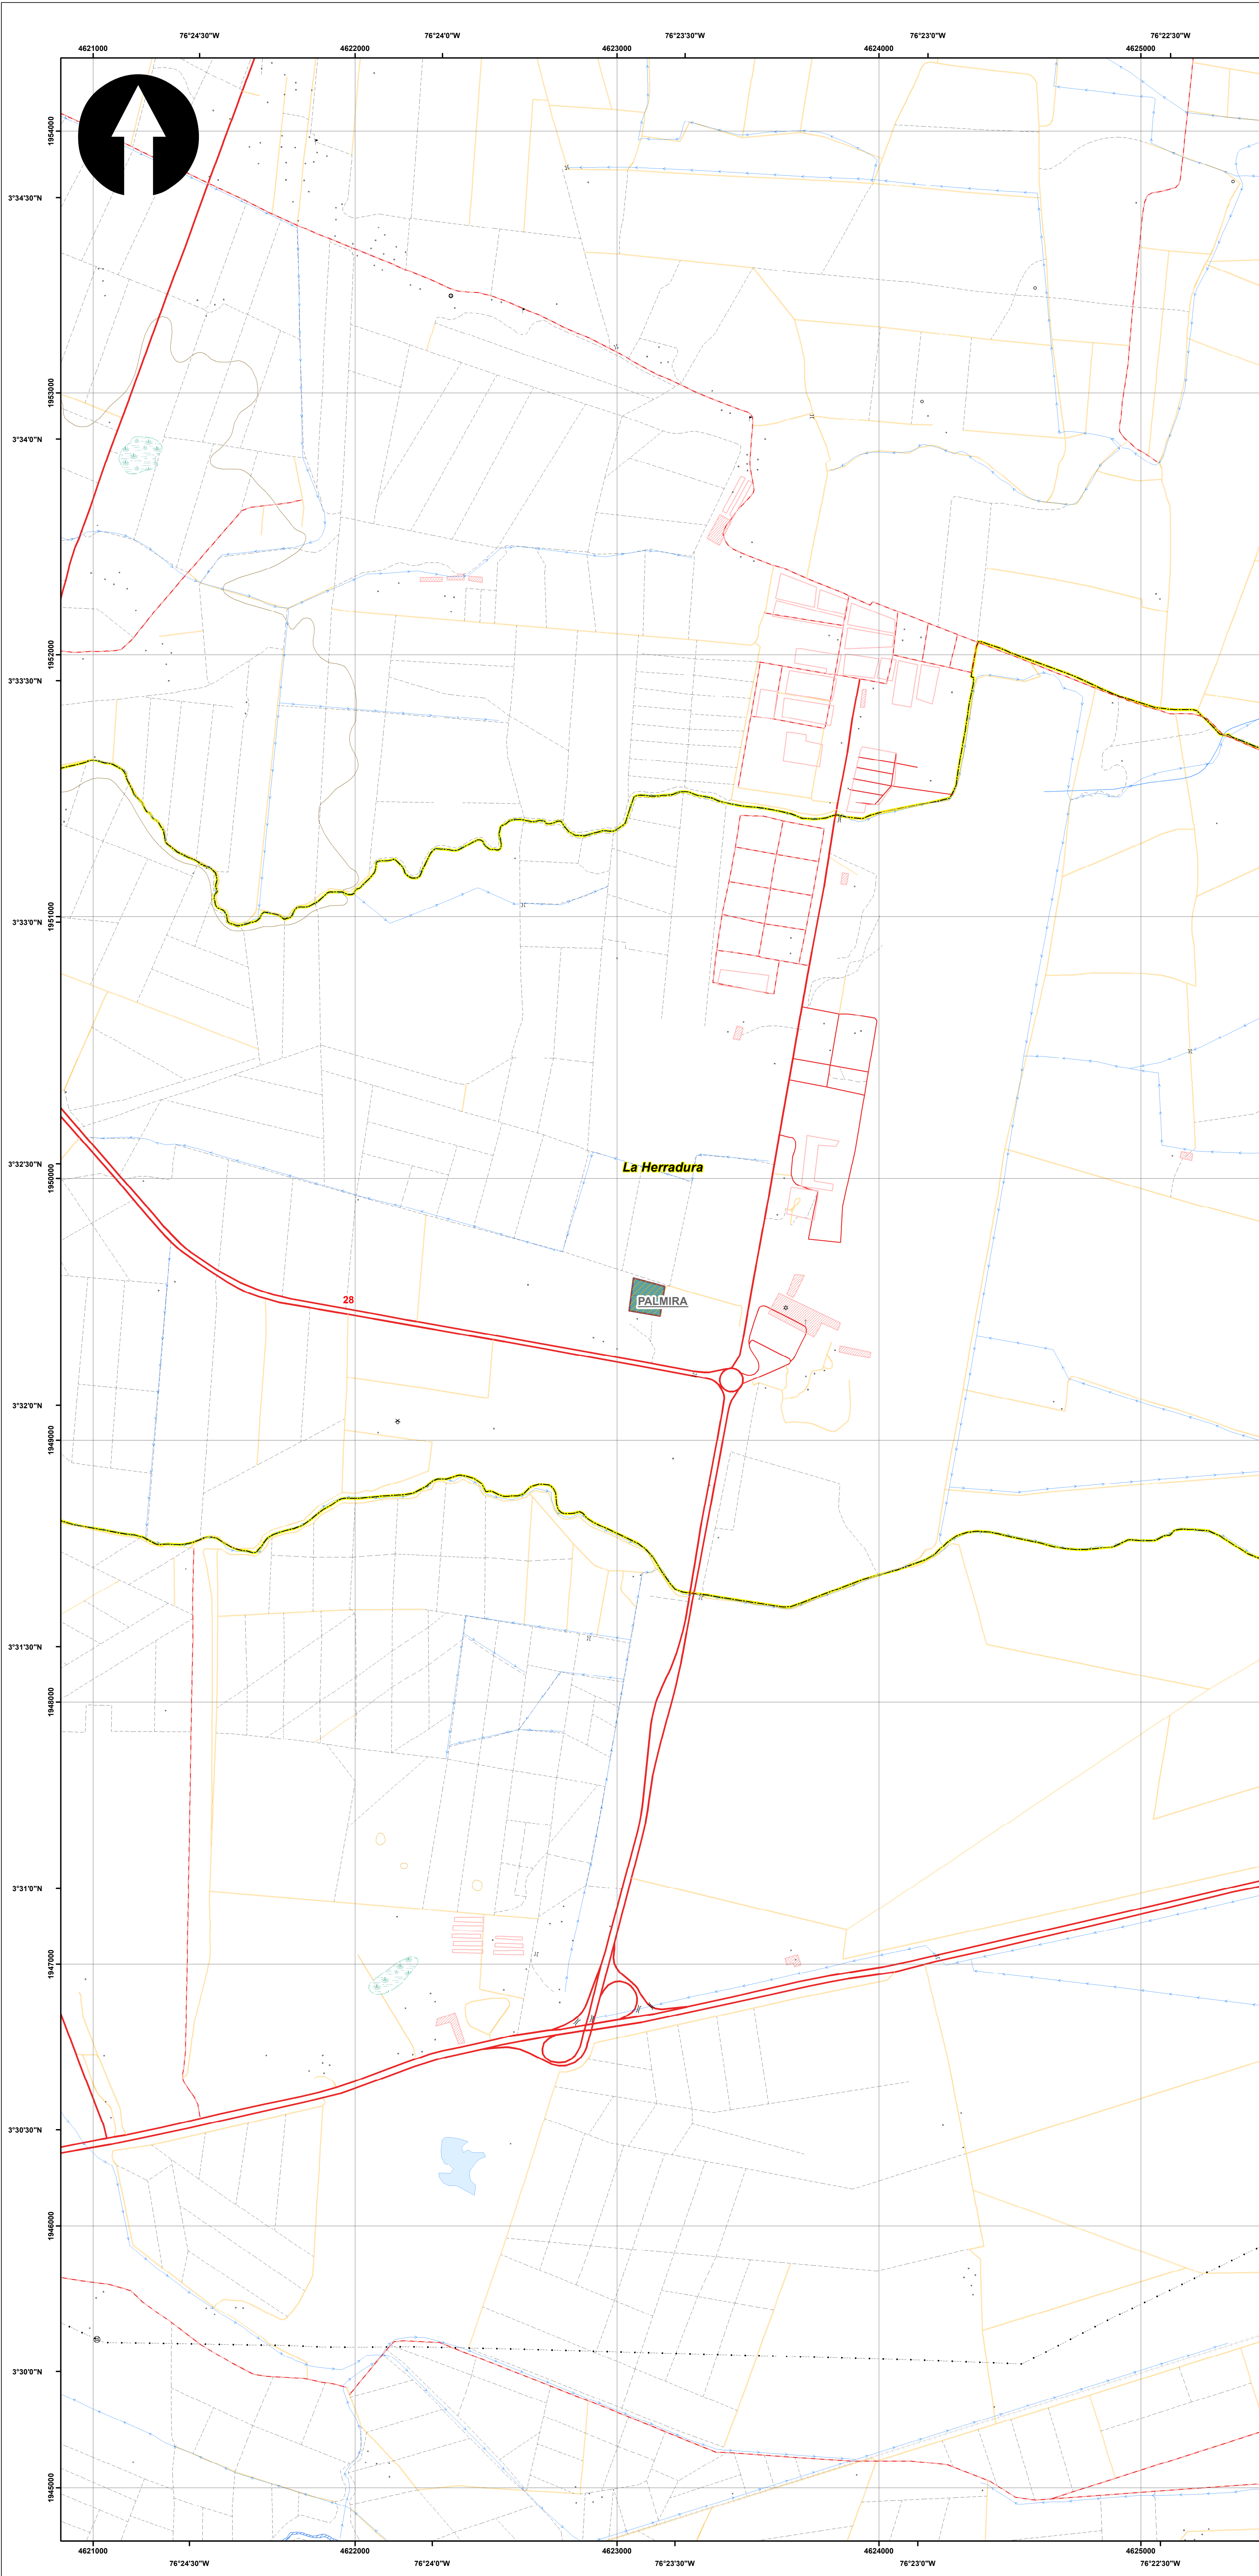 76°24'30"W 76°24'0"W 76°23'30"W 76°23'0"W 76°22'30"W
4621000 4622000 4623000 4624000 4625000
1954000
3°34'30"N
1953000
3°34'0"N
1952000
3°33'30"N
1951000
3°33'0"N
3°32'30"N
La Herradura
1950000
28
PALMIRA
3°32'0"N
1949000
3°31'30"N
1948000
3°31'0"N
1947000
3°30'30"N
1946000
3°30'0"N
1945000
4621000 4622000 4623000 4624000 4625000
76°24'30"W 76°24'0"W 76°23'30"W 76°23'0"W 76°22'30"W